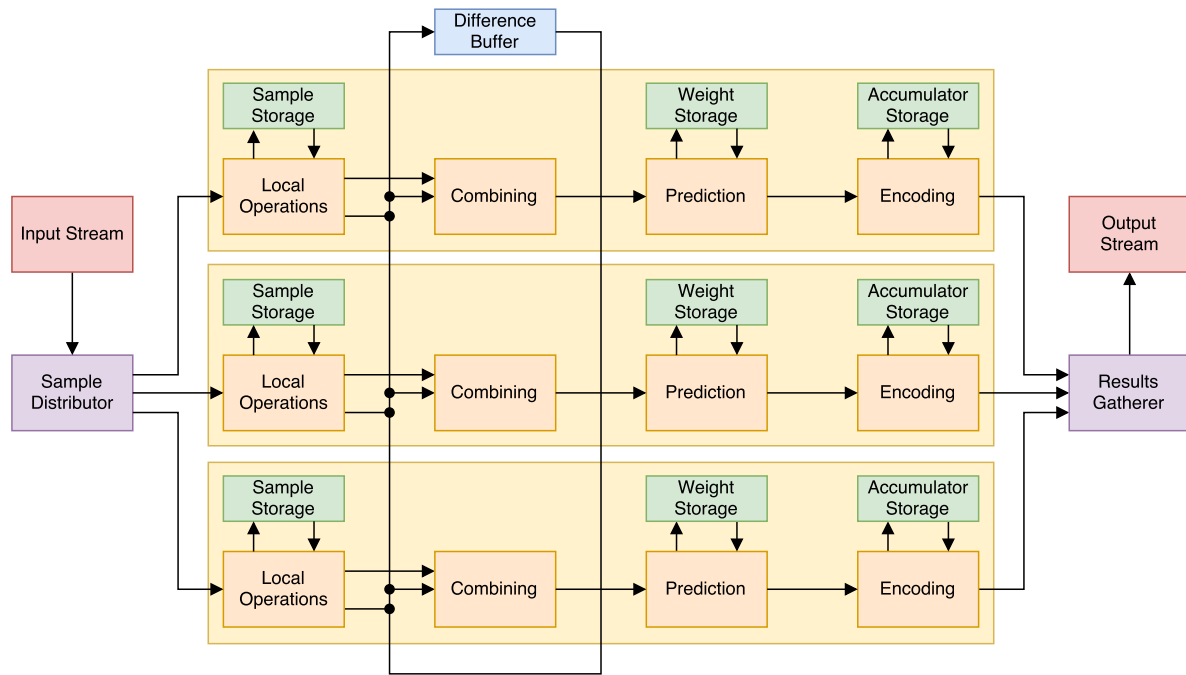 Difference
Buffer
Sample
Storage
Weight
Storage
Accumulator
Storage
Local
Operations
Combining
Prediction
Encoding
Input Stream
Output
Stream
Sample
Storage
Weight
Storage
Accumulator
Storage
Sample
Distributor
Local
Operations
Combining
Prediction
Encoding
Results
Gatherer
Sample
Storage
Weight
Storage
Accumulator
Storage
Local
Operations
Combining
Prediction
Encoding